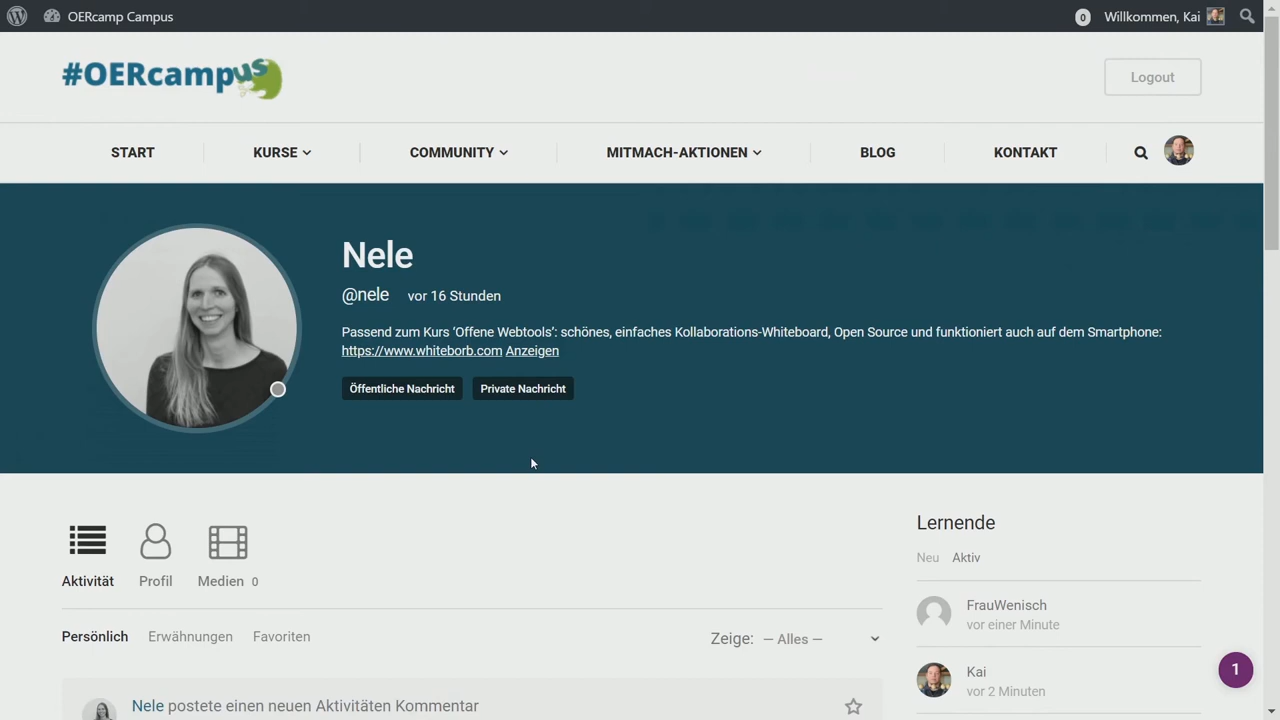 OERcamp Campus
0
Willkommen, Kai
#OERcampus
Logout
START
KURSE
COMMUNITY
MITMACH-AKTIONEN
BLOG
KONTAKT
Nele
@nele vor 16 Stunden
Passend zum Kurs ‘Offene Webtools’: schönes, einfaches Kollaborations-Whiteboard, Open Source und funktioniert auch auf dem Smartphone:
https://www.whiteborb.com Anzeigen
Öffentliche Nachricht
Private Nachricht
Aktivität
Profil
Medien 0
Persönlich
Erwähnungen
Favoriten
Zeige: — Alles —
Nele postete einen neuen Aktivitäten Kommentar
Lernende
Neu Aktiv
FrauWenisch
vor einer Minute
Kai
vor 2 Minuten
1